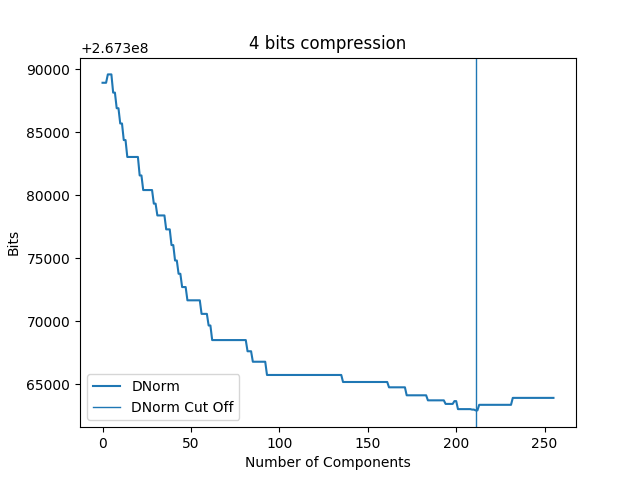 4 bits compression
+2.673e8
90000
85000
80000
75000
70000
65000
Bits
DNorm
DNorm Cut Off
0 50 100 150 200 250
Number of Components